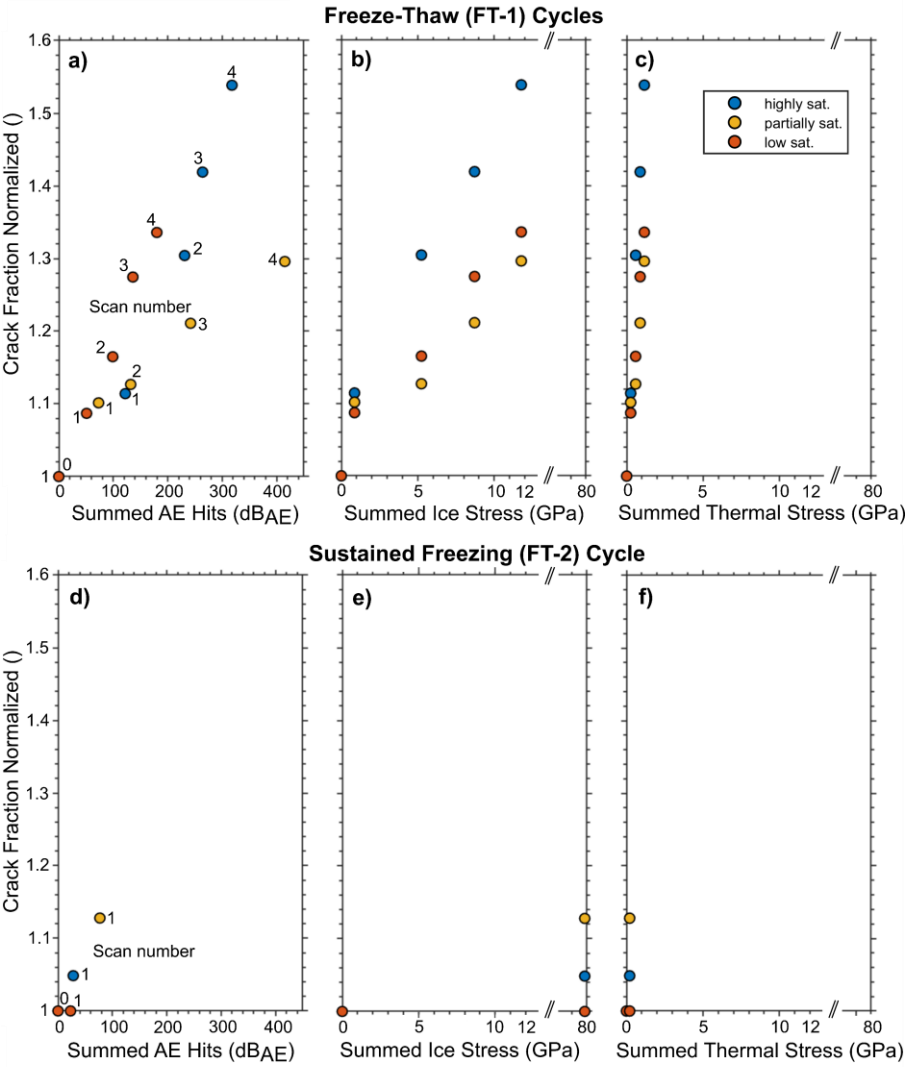 Freeze-Thaw (FT-1) Cycles
Crack Fraction Normalized ()
1.6
1.5
1.4
1.3
1.2
1.1
1
a)
4
3
4
2
3
4
Scan number
3
2
2
1
1
1
0
0 100 200 300 400
Summed AE Hits (dBAE)
b)
0 5 10 12 80
Summed Ice Stress (GPa)
c)
highly sat.
partially sat.
low sat.
0 5 10 12 80
Summed Thermal Stress (GPa)
Sustained Freezing (FT-2) Cycle
Crack Fraction Normalized ()
1.6
1.5
1.4
1.3
1.2
1.1
1
d)
1
Scan number
1
0 1
0 100 200 300 400
Summed AE Hits (dBAE)
e)
0 5 10 12 80
Summed Ice Stress (GPa)
f)
0 5 10 12 80
Summed Thermal Stress (GPa)